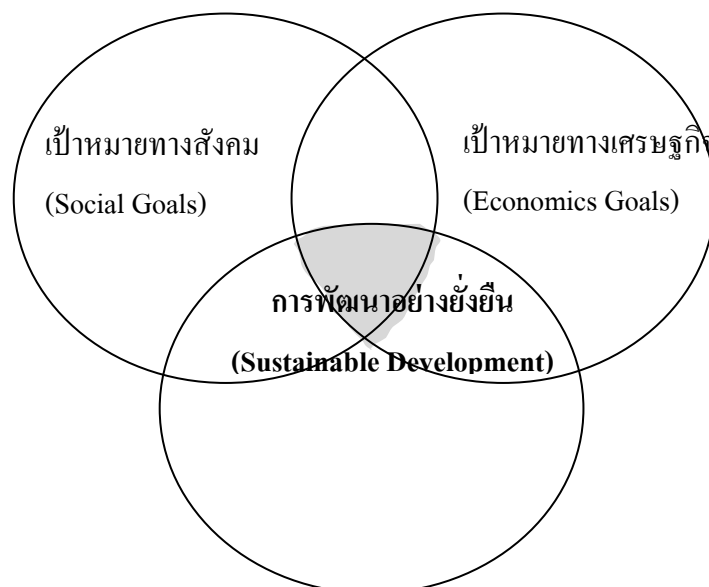 เป้าหมายทางสังคม
(Social Goals)
เป้าหมายทางเศรษฐกิจ
(Economics Goals)
การพัฒนาอย่างยั่งยืน
(Sustainable Development)